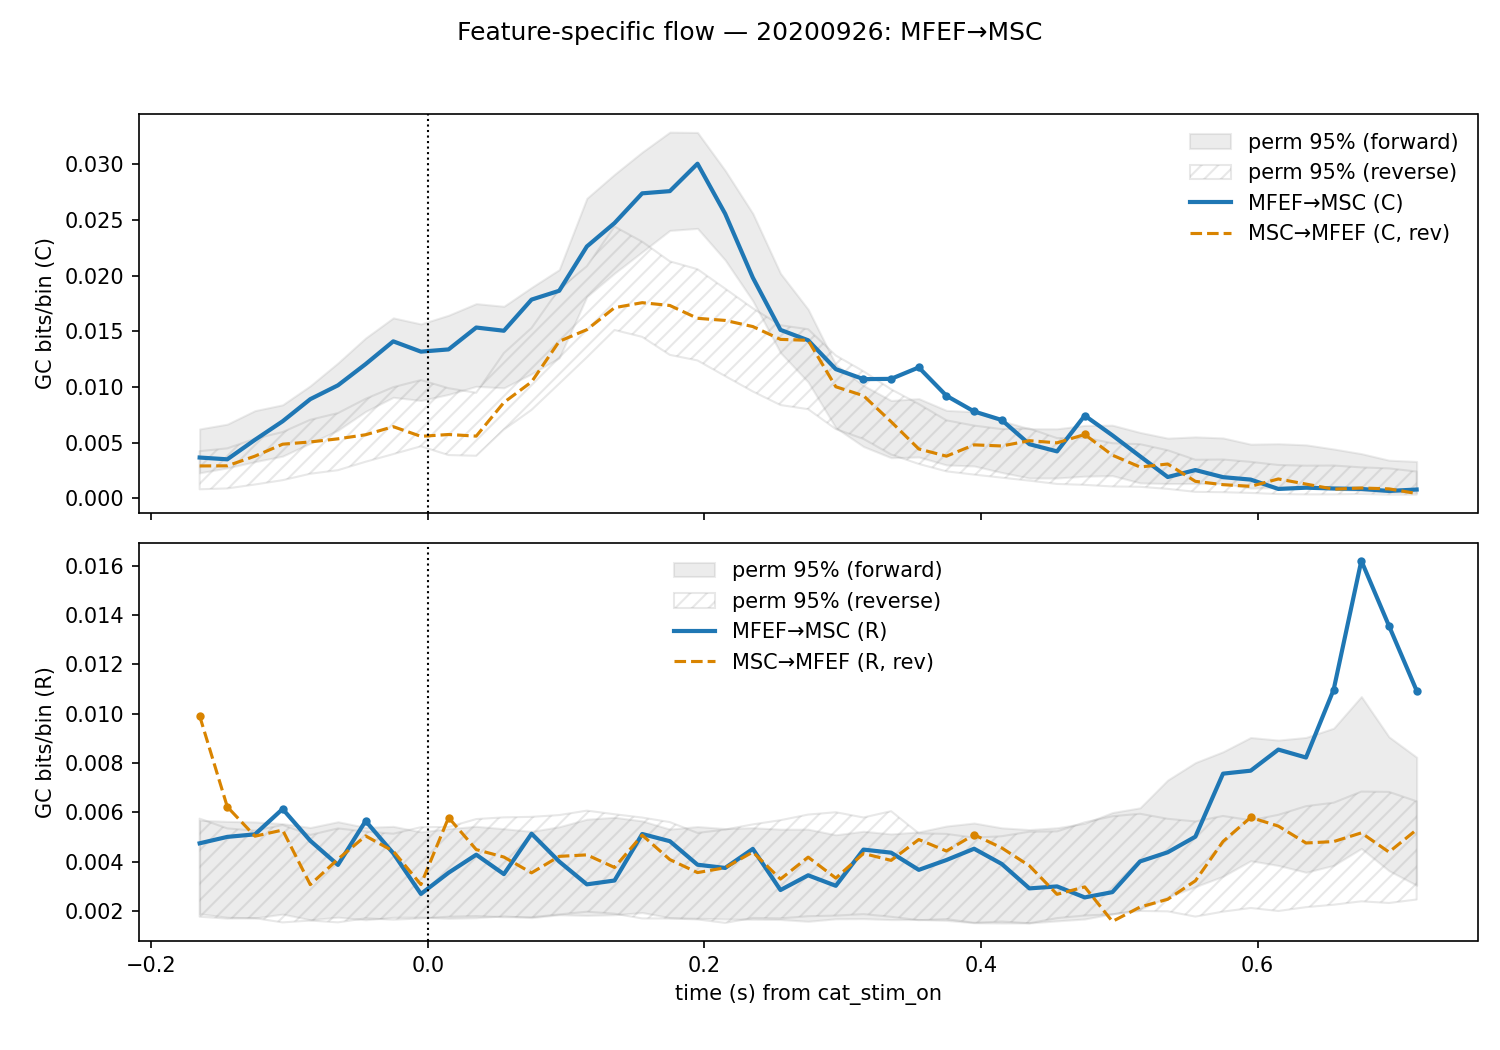 Feature-specific flow — 20200926: MFEF→MSC
GC bits/bin (C)
0.030
0.025
0.020
0.015
0.010
0.005
0.000
perm 95% (forward)
perm 95% (reverse)
MFEF→MSC (C)
MSC→MFEF (C, rev)
GC bits/bin (R)
0.016
0.014
0.012
0.010
0.008
0.006
0.004
0.002
perm 95% (forward)
perm 95% (reverse)
MFEF→MSC (R)
MSC→MFEF (R, rev)
−0.2 0.0 0.2 0.4 0.6
time (s) from cat_stim_on